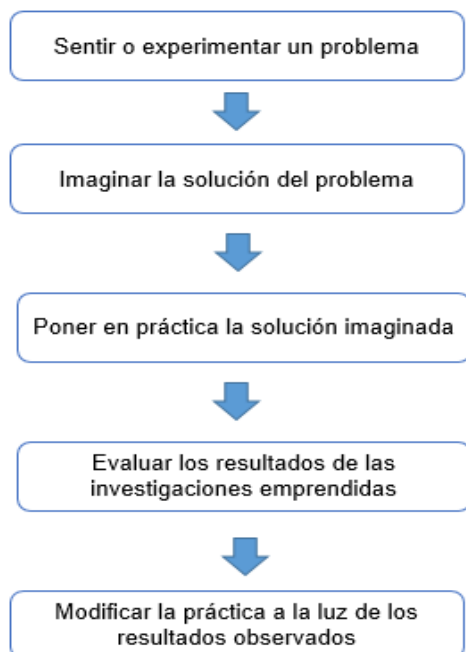 Sentir o experimentar un problema
Imaginar la solución del problema
Poner en práctica la solución imaginada
Evaluar los resultados de las
investigaciones emprendidas
Modificar la práctica a la luz de los
resultados observados